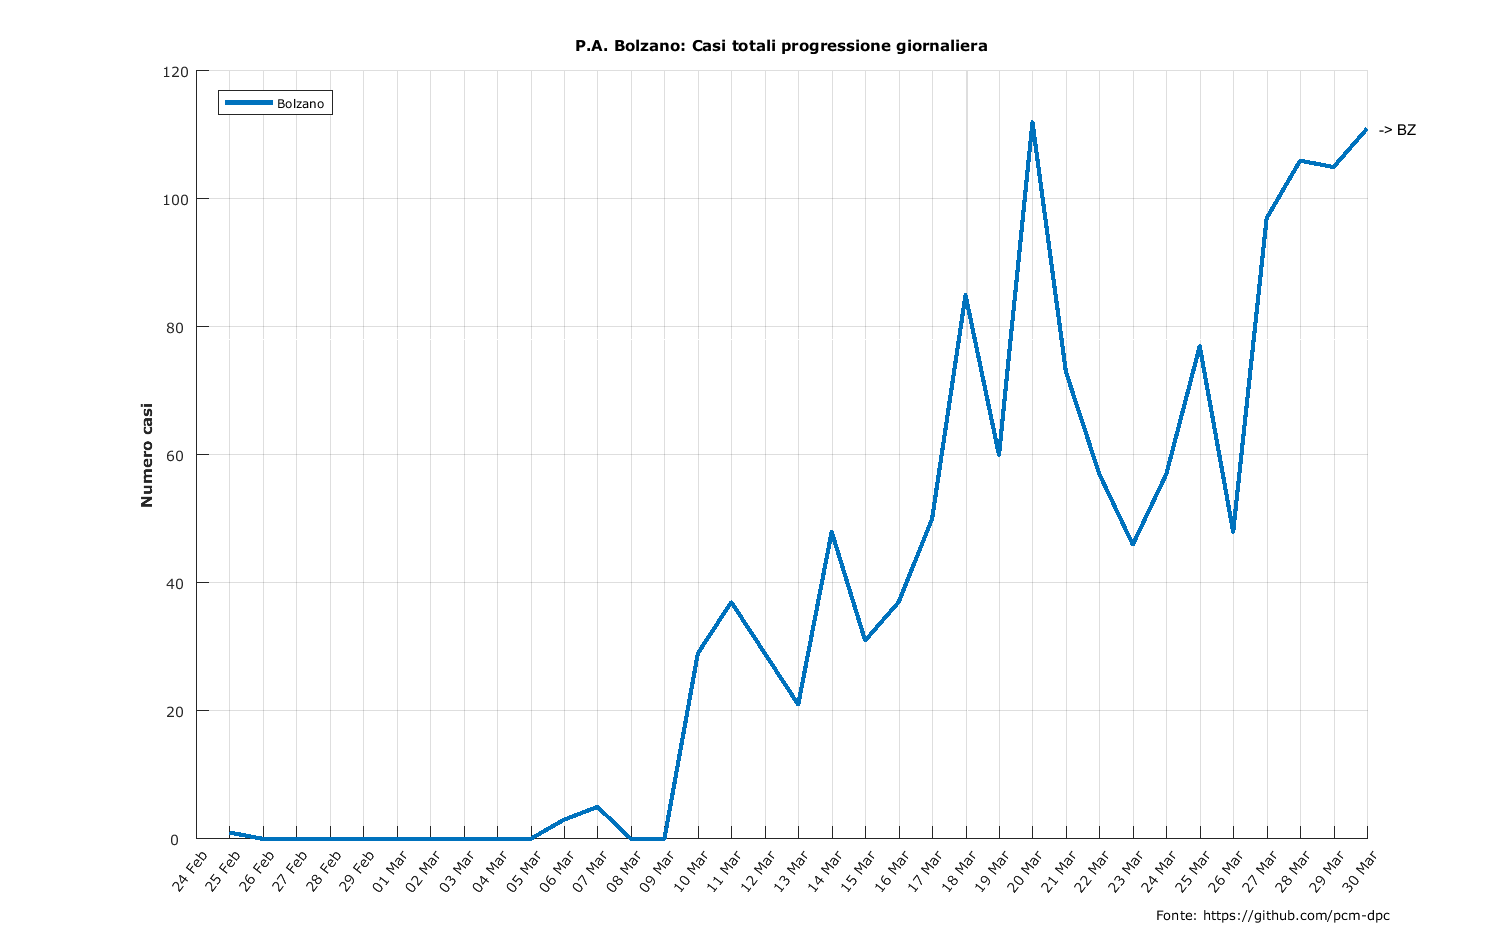 P.A. Bolzano: Casi totali progressione giornaliera
120
Bolzano
-> BZ
100
80
Numero casi
60
40
20
0
24 Feb
25 Feb
26 Feb
27 Feb
28 Feb
29 Feb
01 Mar
02 Mar
03 Mar
04 Mar
05 Mar
06 Mar
07 Mar
08 Mar
09 Mar
10 Mar
11 Mar
12 Mar
13 Mar
14 Mar
15 Mar
16 Mar
17 Mar
18 Mar
19 Mar
20 Mar
21 Mar
22 Mar
23 Mar
24 Mar
25 Mar
26 Mar
27 Mar
28 Mar
29 Mar
30 Mar
Fonte: https://github.com/pcm-dpc